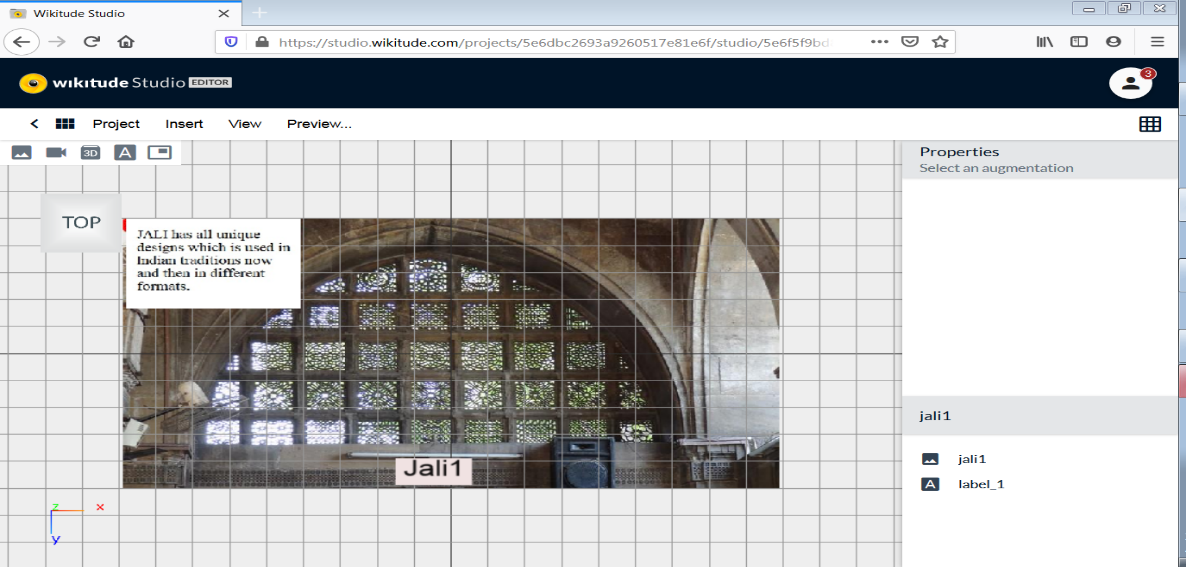 Wikitude Studio
https://studio.wikitude.com/projects/5e6dbc2693a9260517e81e6f/studio/5e6f5f9bd
wikitude Studio EDITOR
3
Project Insert View Preview...
3D A
Properties
Select an augmentation
TOP
JALI has all unique
designs which is used in
Indian traditions now
and then in different
formats.
jali1
jali1
A label_1
Jali1
z x
y